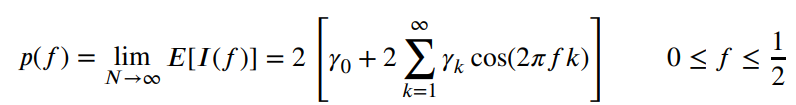 p(f) = lim_{N→∞} E[I(f)] = 2 [γ_0 + 2 ∑_{k=1}^{∞} γ_k cos(2πfk)]    0 ≤ f ≤ 1/2